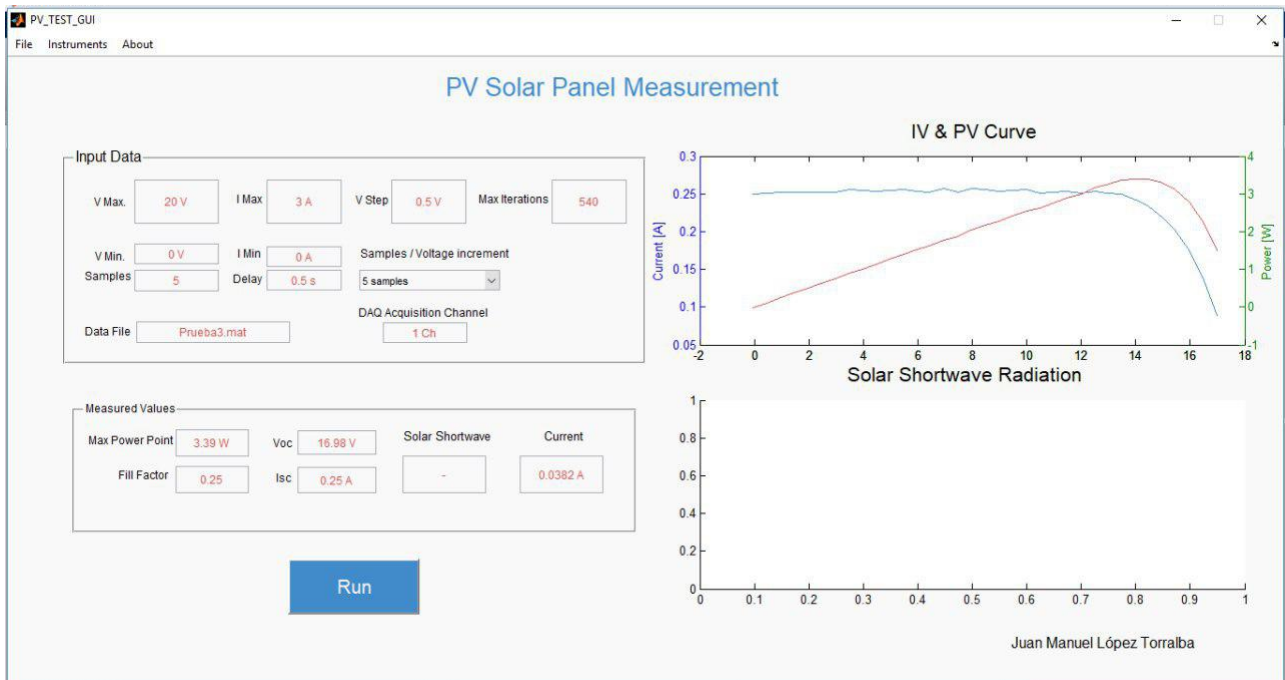 PV_TEST_GUI
File Instruments About
PV Solar Panel Measurement
Input Data
V Max. 20 V I Max 3 A V Step 0.5 V Max Iterations 540
V Min. 0 V I Min 0 A Samples / Voltage increment
Samples 5 Delay 0.5 s 5 samples
DAQ Acquisition Channel
Data File Prueba3.mat 1 Ch
Measured Values
Max Power Point 3.39 W Voc 16.98 V Solar Shortwave Current
Fill Factor 0.25 Isc 0.25 A - 0.0382 A
Run
IV & PV Curve
0.3
0.25
0.2
0.15
0.1
0.05
Current [A]
4
3
2
1
0
-1
Power [W]
-2 0 2 4 6 8 10 12 14 16 18
Solar Shortwave Radiation
1
0.8
0.6
0.4
0.2
0
0 0.1 0.2 0.3 0.4 0.5 0.6 0.7 0.8 0.9 1
Juan Manuel López Torralba